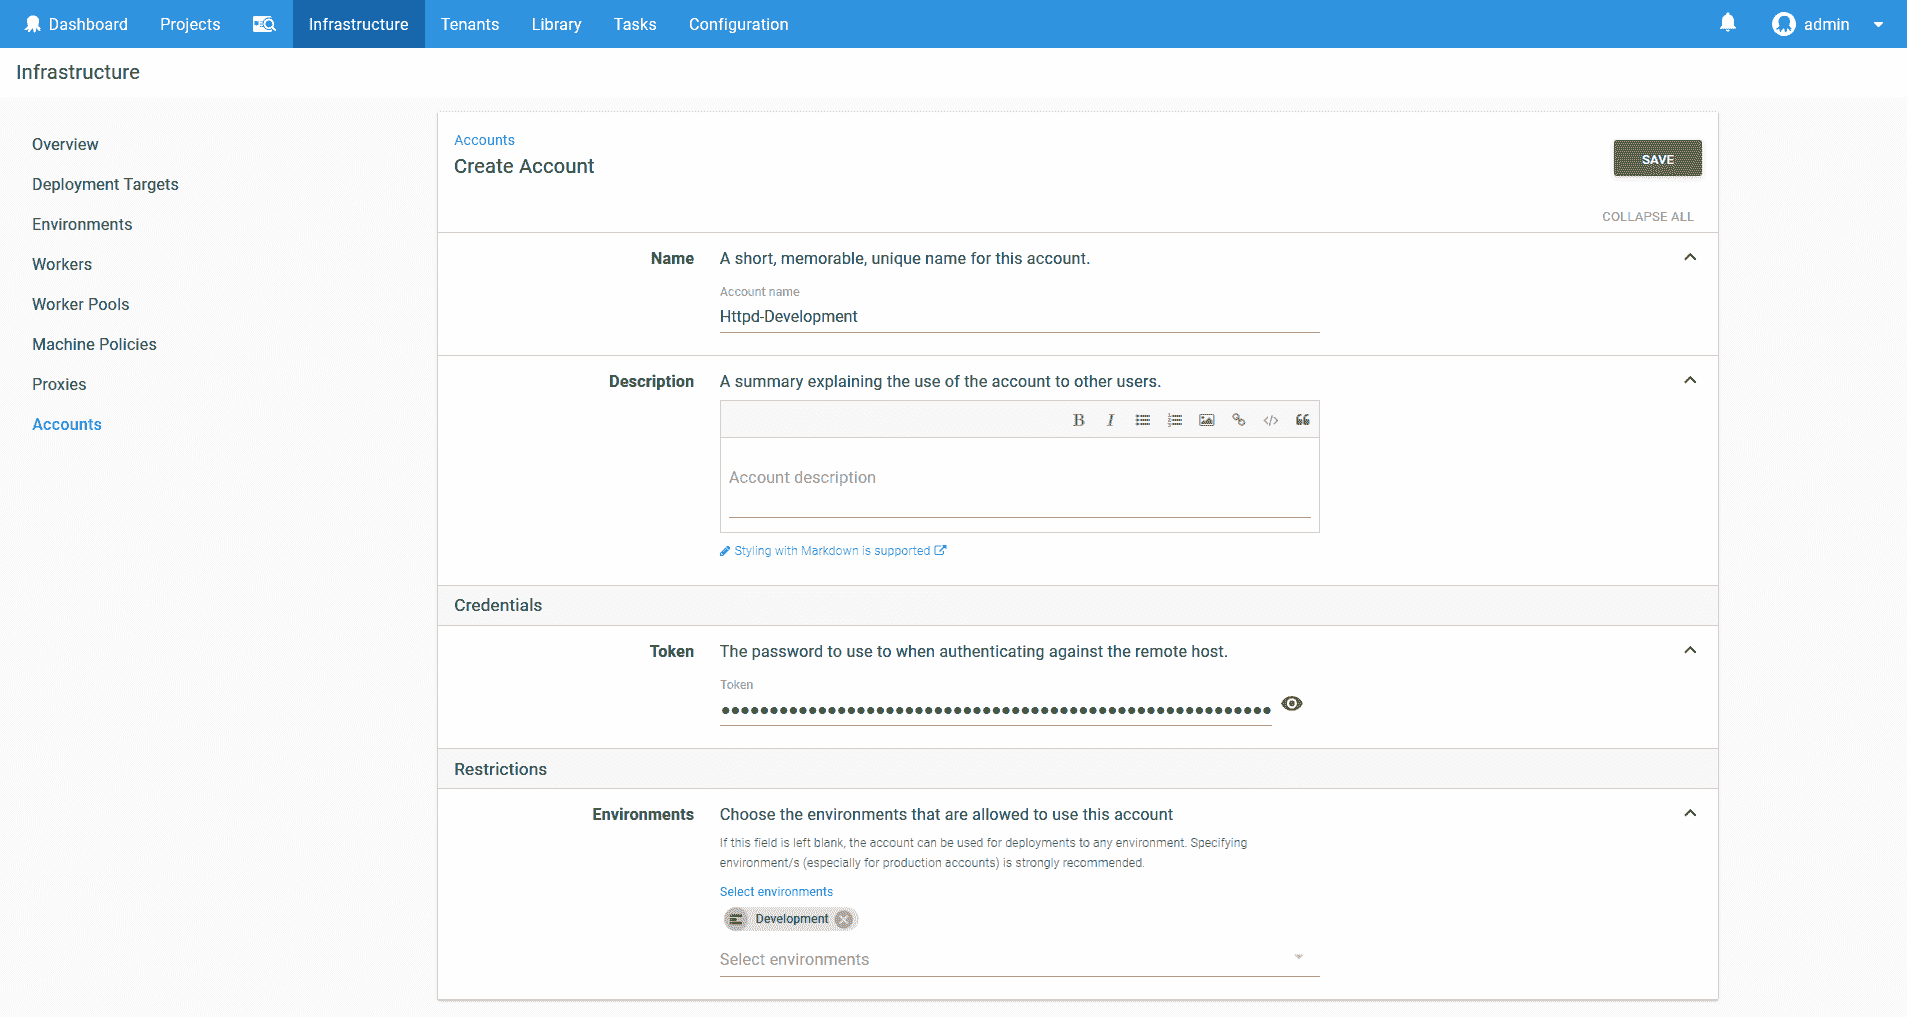 Dashboard Projects Infrastructure Tenants Library Tasks Configuration admin
Infrastructure
Overview
Deployment Targets
Environments
Workers
Worker Pools
Machine Policies
Proxies
Accounts
Accounts
Create Account
SAVE
COLLAPSE ALL
Name A short, memorable, unique name for this account.
Account name
Httpd-Development
Description A summary explaining the use of the account to other users.
B I
Account description
Styling with Markdown is supported
Credentials
Token The password to use to when authenticating against the remote host.
Token
Restrictions
Environments Choose the environments that are allowed to use this account
If this field is left blank, the account can be used for deployments to any environment. Specifying
environment/s (especially for production accounts) is strongly recommended.
Select environments
Development
Select environments